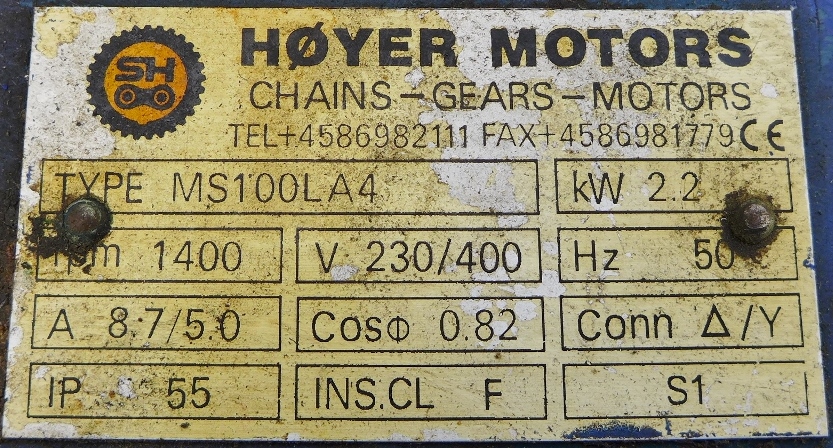 SH
HØYER MOTORS
CHAINS-GEARS-MOTORS
TEL+4586982111 FAX+4586981779 CE
TYPE MS100LA4 kW 2.2
rpm 1400 V 230/400 Hz 50
A 8.7/5.0 CosΦ 0.82 Conn Δ/Y
IP 55 INS.CL F S1